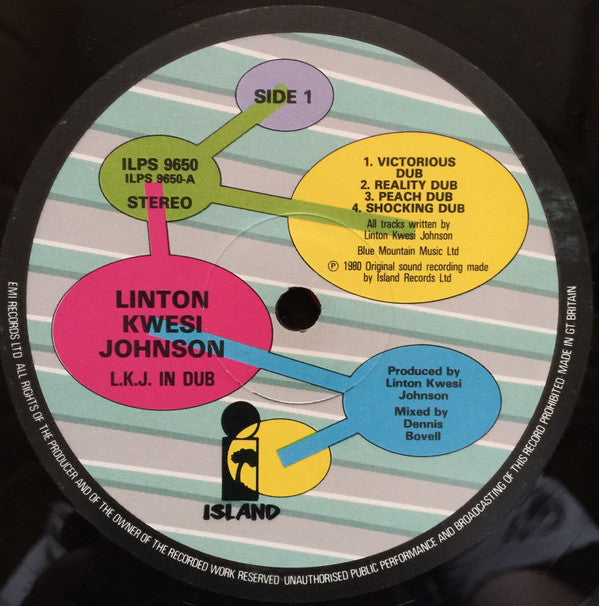 SIDE 1
ILPS 9650
ILPS 9650-A
STEREO
1. VICTORIOUS
DUB
2. REALITY DUB
3. PEACH DUB
4. SHOCKING DUB
All tracks written by
Linton Kwesi Johnson
Blue Mountain Music Ltd
℗ 1980 Original sound recording made
by Island Records Ltd
LINTON
KWESI
JOHNSON
L.K.J. IN DUB
Produced by
Linton Kwesi
Johnson
Mixed by
Dennis
Bovell
ISLAND
EMI RECORDS LTD ALL RIGHTS OF THE PRODUCER AND OF THE OWNER OF THE RECORDED WORK RESERVED · UNAUTHORISED PUBLIC PERFORMANCE AND BROADCASTING OF THIS RECORD PROHIBITED. MADE IN GT BRITAIN